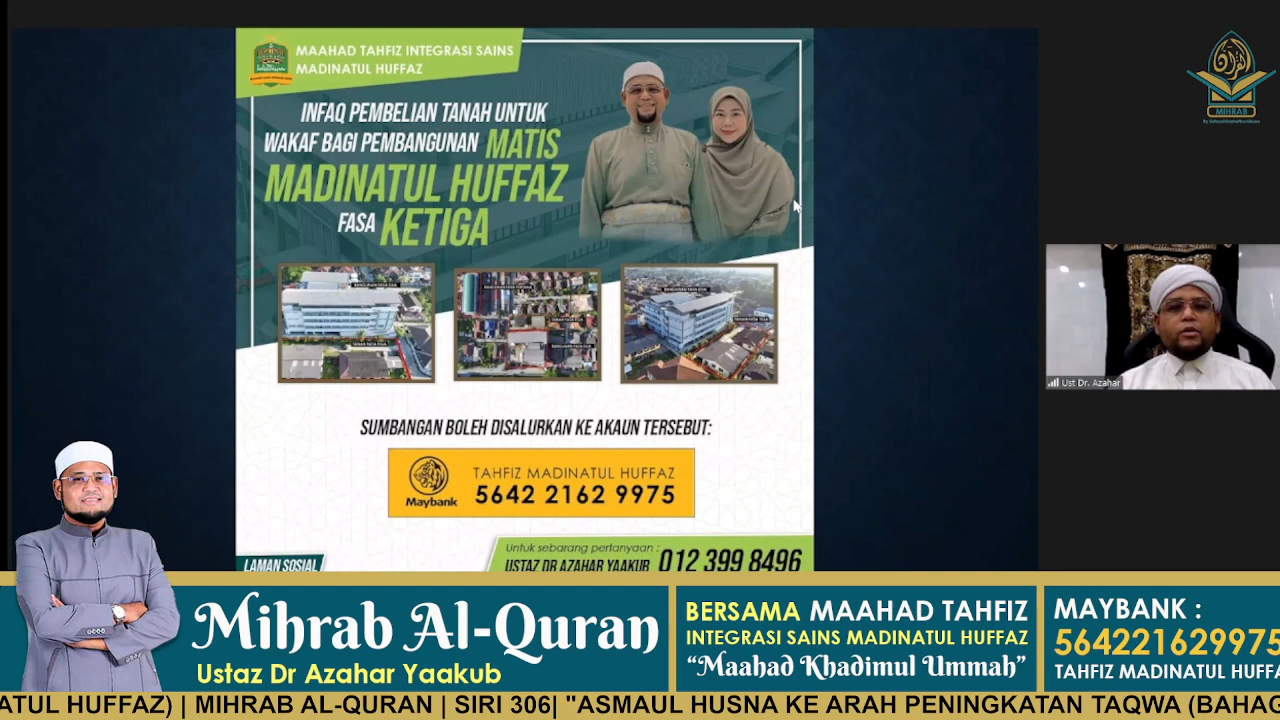 MAAHAD TAHFIZ INTEGRASI SAINS
MADINATUL HUFFAZ
INFAQ PEMBELIAN TANAH UNTUK
WAKAF BAGI PEMBANGUNAN MATIS
MADINATUL HUFFAZ
FASA KETIGA
SUMBANGAN BOLEH DISALURKAN KE AKAUN TERSEBUT:
Maybank
TAHFIZ MADINATUL HUFFAZ
5642 2162 9975
LAMAN SOSIAL
Untuk sebarang pertanyaan :
USTAZ DR AZAHAR YAAKUB 012 399 8496
MIHRAB
Ust Dr. Azahar
Mihrab Al-Quran
Ustaz Dr Azahar Yaakub
BERSAMA MAAHAD TAHFIZ
INTEGRASI SAINS MADINATUL HUFFAZ
“Maahad Khadimul Ummah”
MAYBANK :
564221629975
TAHFIZ MADINATUL HUFFA
ATUL HUFFAZ) | MIHRAB AL-QURAN | SIRI 306| "ASMAUL HUSNA KE ARAH PENINGKATAN TAQWA (BAHAG